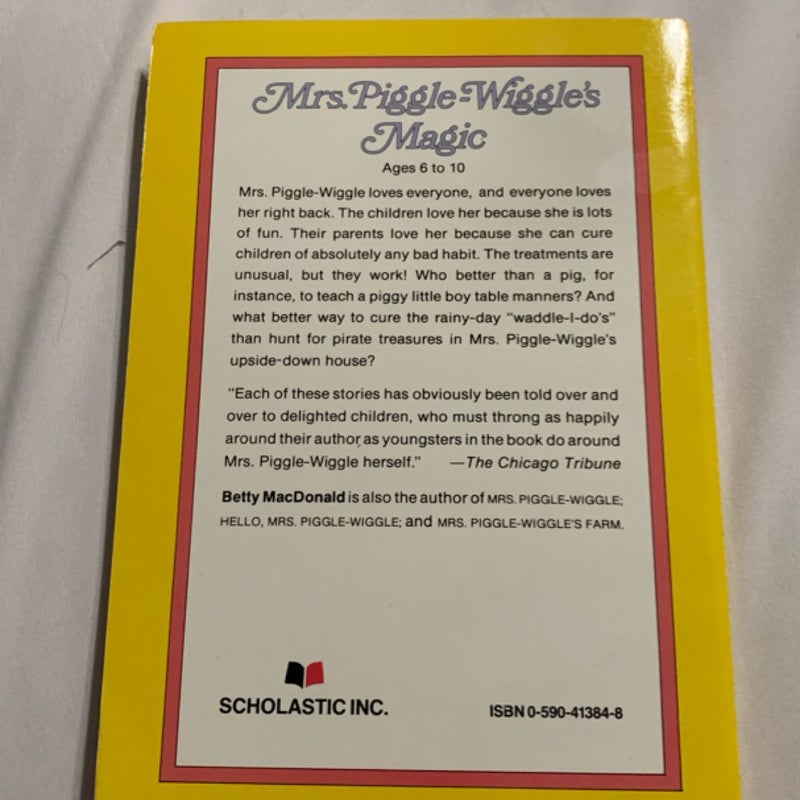 Mrs. Piggle-Wiggle's
Magic
Ages 6 to 10
Mrs. Piggle-Wiggle loves everyone, and everyone loves
her right back. The children love her because she is lots
of fun. Their parents love her because she can cure
children of absolutely any bad habit. The treatments are
unusual, but they work! Who better than a pig, for
instance, to teach a piggy little boy table manners? And
what better way to cure the rainy-day “waddle-I-do’s”
than hunt for pirate treasures in Mrs. Piggle-Wiggle’s
upside-down house?
“Each of these stories has obviously been told over and
over to delighted children, who must throng as happily
around their author as youngsters in the book do around
Mrs. Piggle-Wiggle herself.” —The Chicago Tribune
Betty MacDonald is also the author of MRS. PIGGLE-WIGGLE;
HELLO, MRS. PIGGLE-WIGGLE; and MRS. PIGGLE-WIGGLE’S FARM.
SCHOLASTIC INC.
ISBN 0-590-41384-8